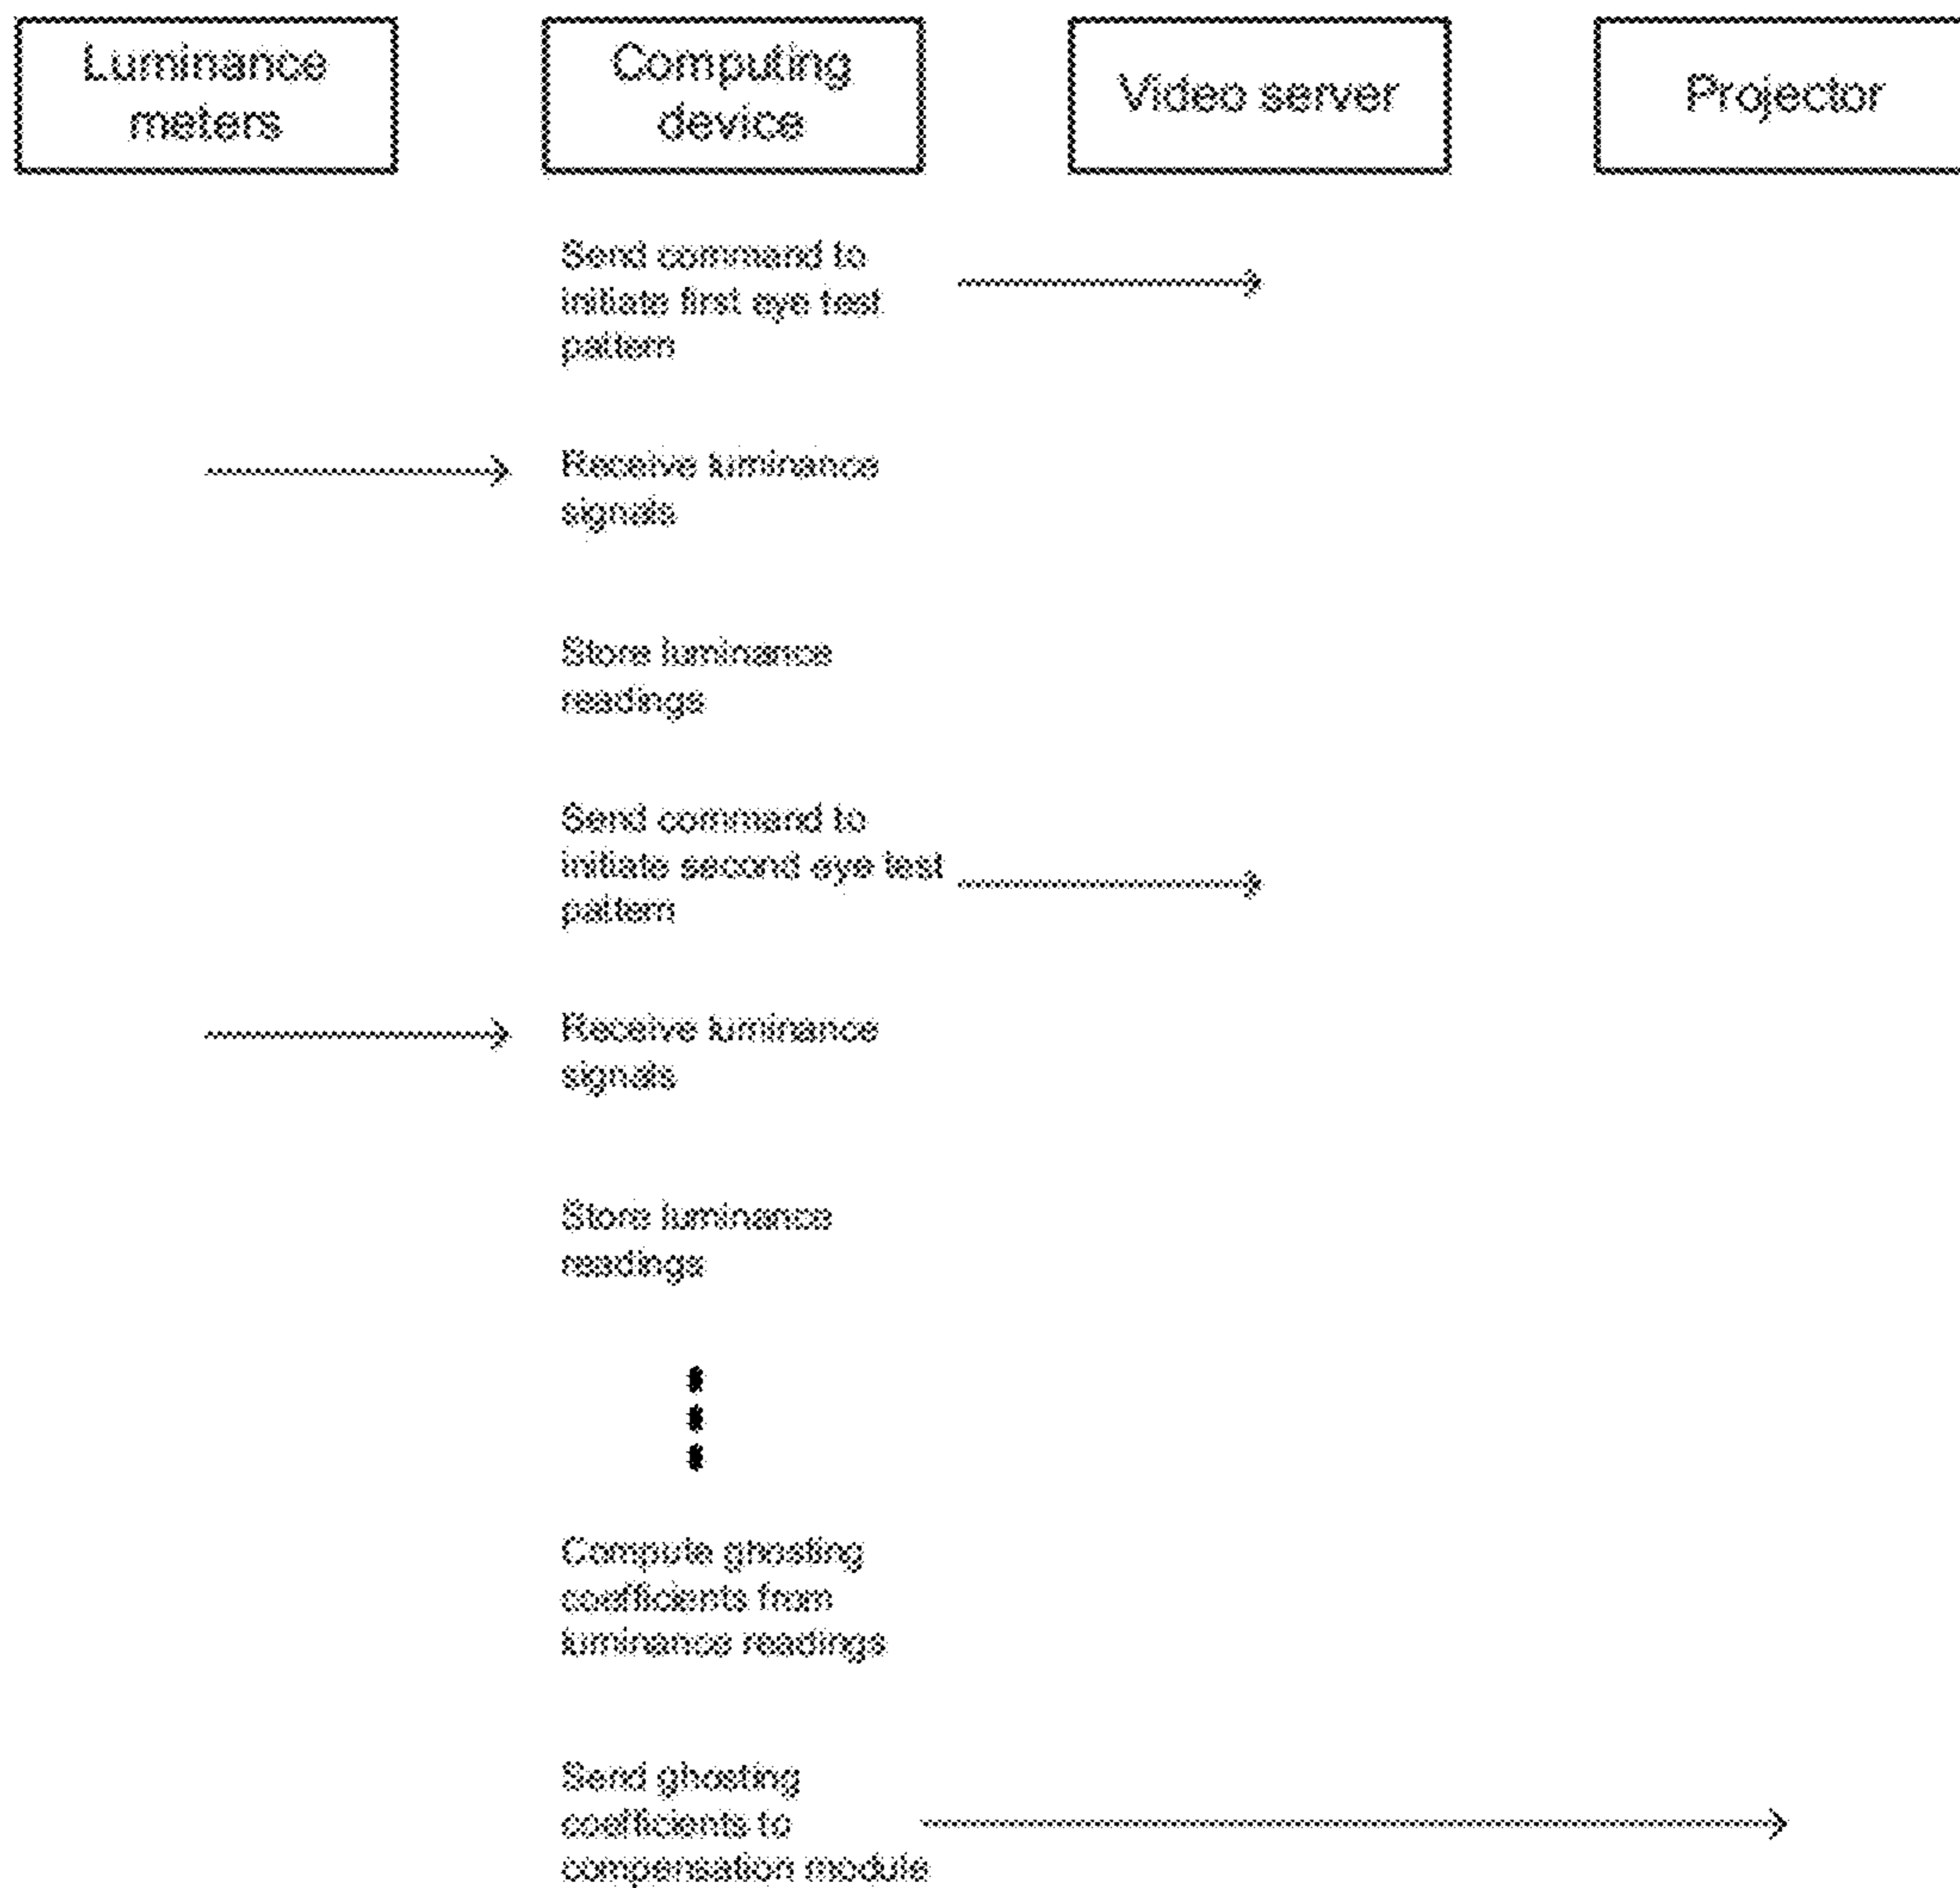 Luminance
meters
Computing
device
Video server
Projector
Send command to
initiate first eye test
pattern
Receive luminance
signals
Store luminance
readings
Send command to
initiate second eye test
pattern
Receive luminance
signals
Store luminance
readings
Compute ghosting
coefficients from
luminance readings
Send ghosting
coefficients to
compensation module